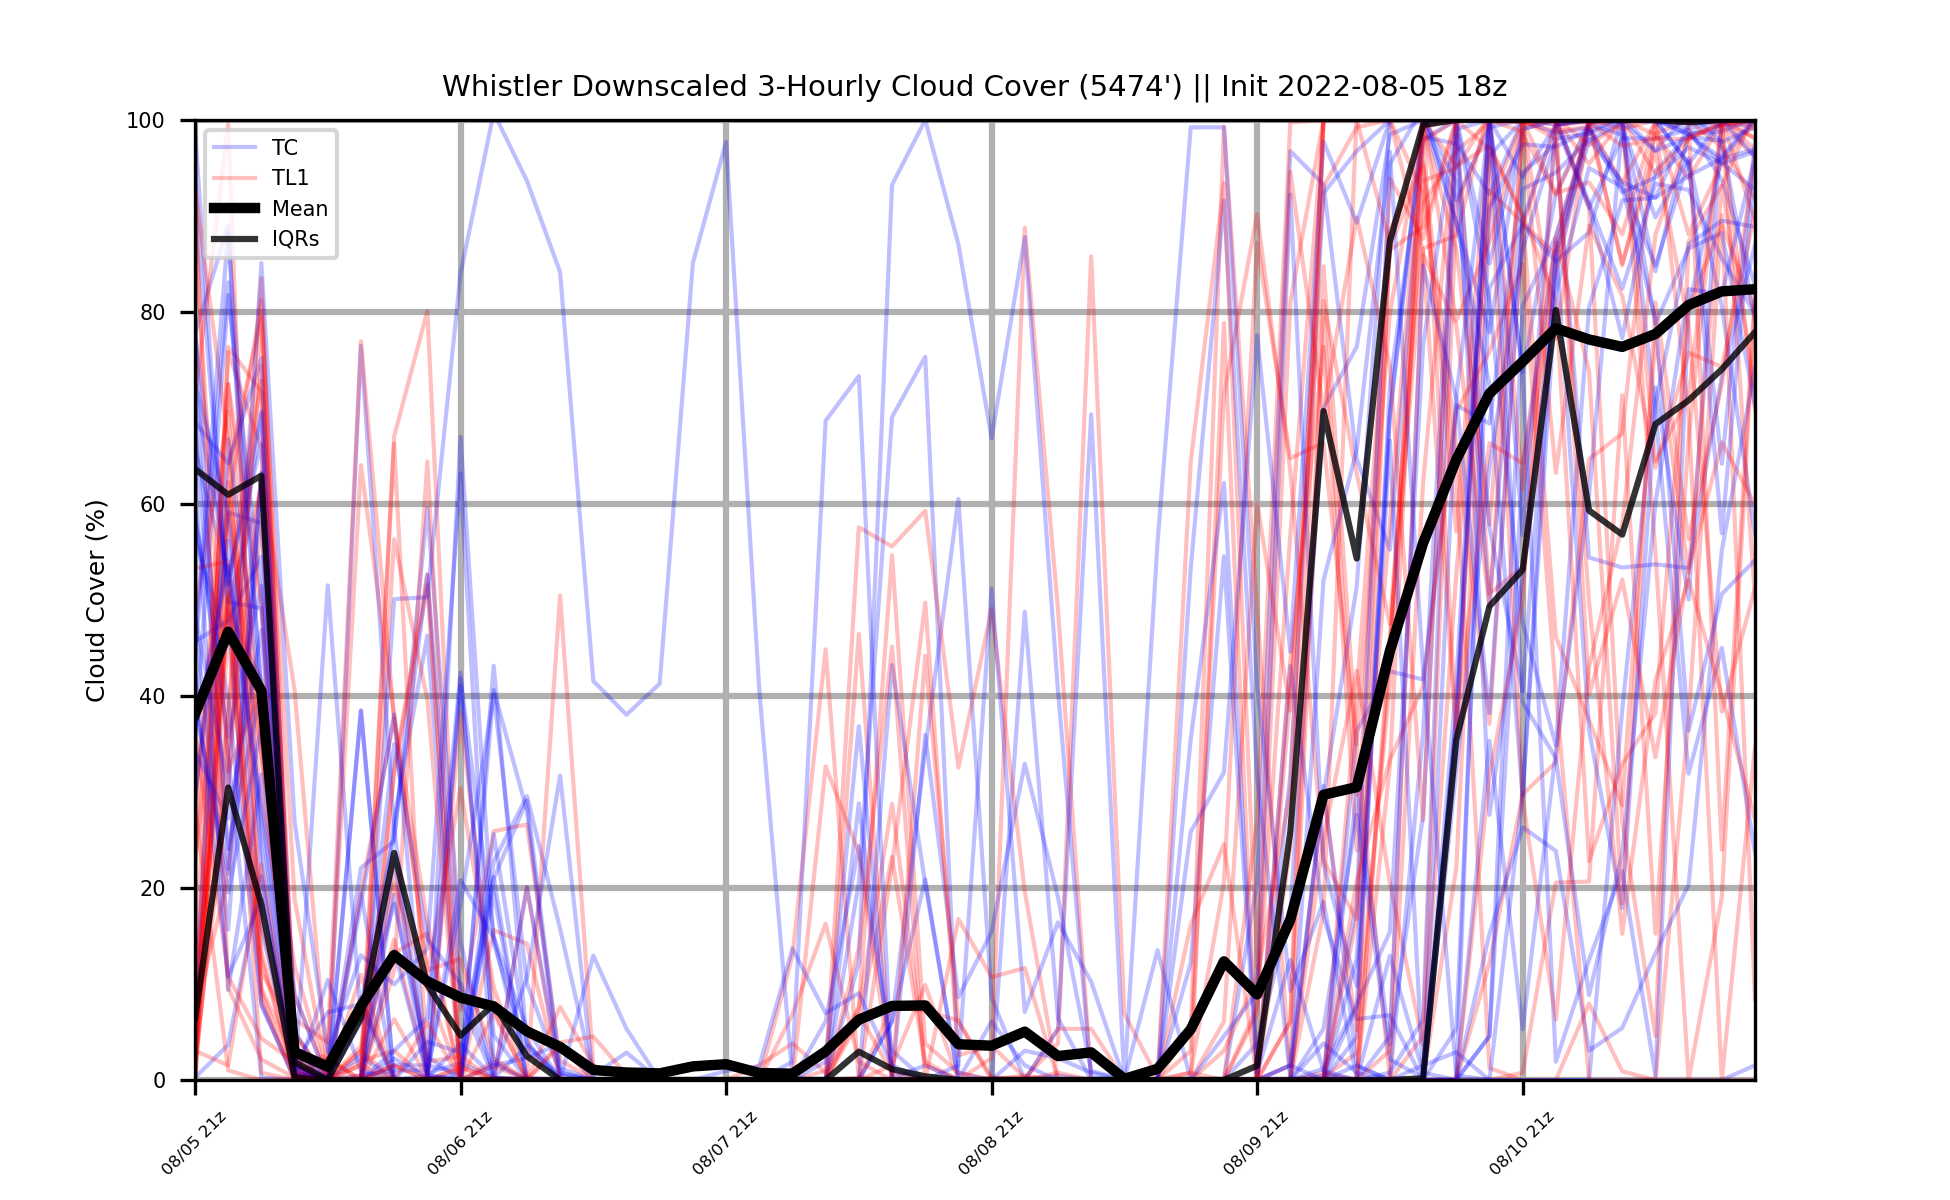 Whistler Downscaled 3-Hourly Cloud Cover (5474') || Init 2022-08-05 18z
100
80
60
40
20
0
Cloud Cover (%)
TC
TL1
Mean
IQRs
08/05 21z
08/06 21z
08/07 21z
08/08 21z
08/09 21z
08/10 21z